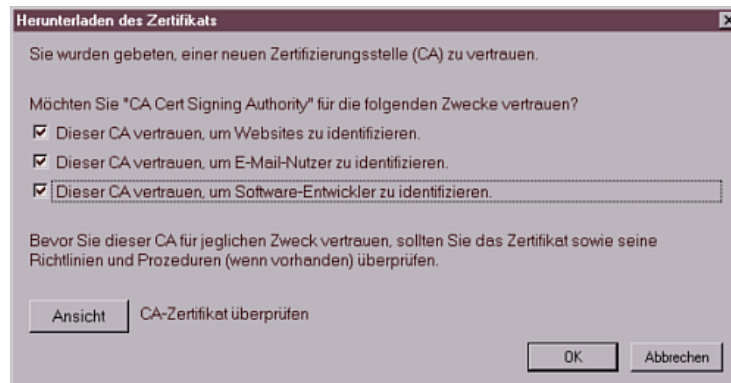 Herunterladen des Zertifikats
Sie wurden gebeten, einer neuen Zertifizierungsstelle (CA) zu vertrauen.
Möchten Sie "CA Cert Signing Authority" für die folgenden Zwecke vertrauen?
Dieser CA vertrauen, um Websites zu identifizieren.
Dieser CA vertrauen, um E-Mail-Nutzer zu identifizieren.
Dieser CA vertrauen, um Software-Entwickler zu identifizieren.
Bevor Sie dieser CA für jeglichen Zweck vertrauen, sollten Sie das Zertifikat sowie seine
Richtlinien und Prozeduren (wenn vorhanden) überprüfen.
Ansicht CA-Zertifikat überprüfen
OK Abbrechen